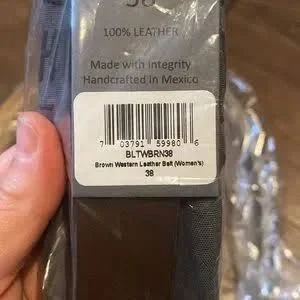 38
100% LEATHER
Made with Integrity
Handcrafted in Mexico
7 03791 59980 6
BLTWBRN38
Brown Western Leather Belt (Women's)
38